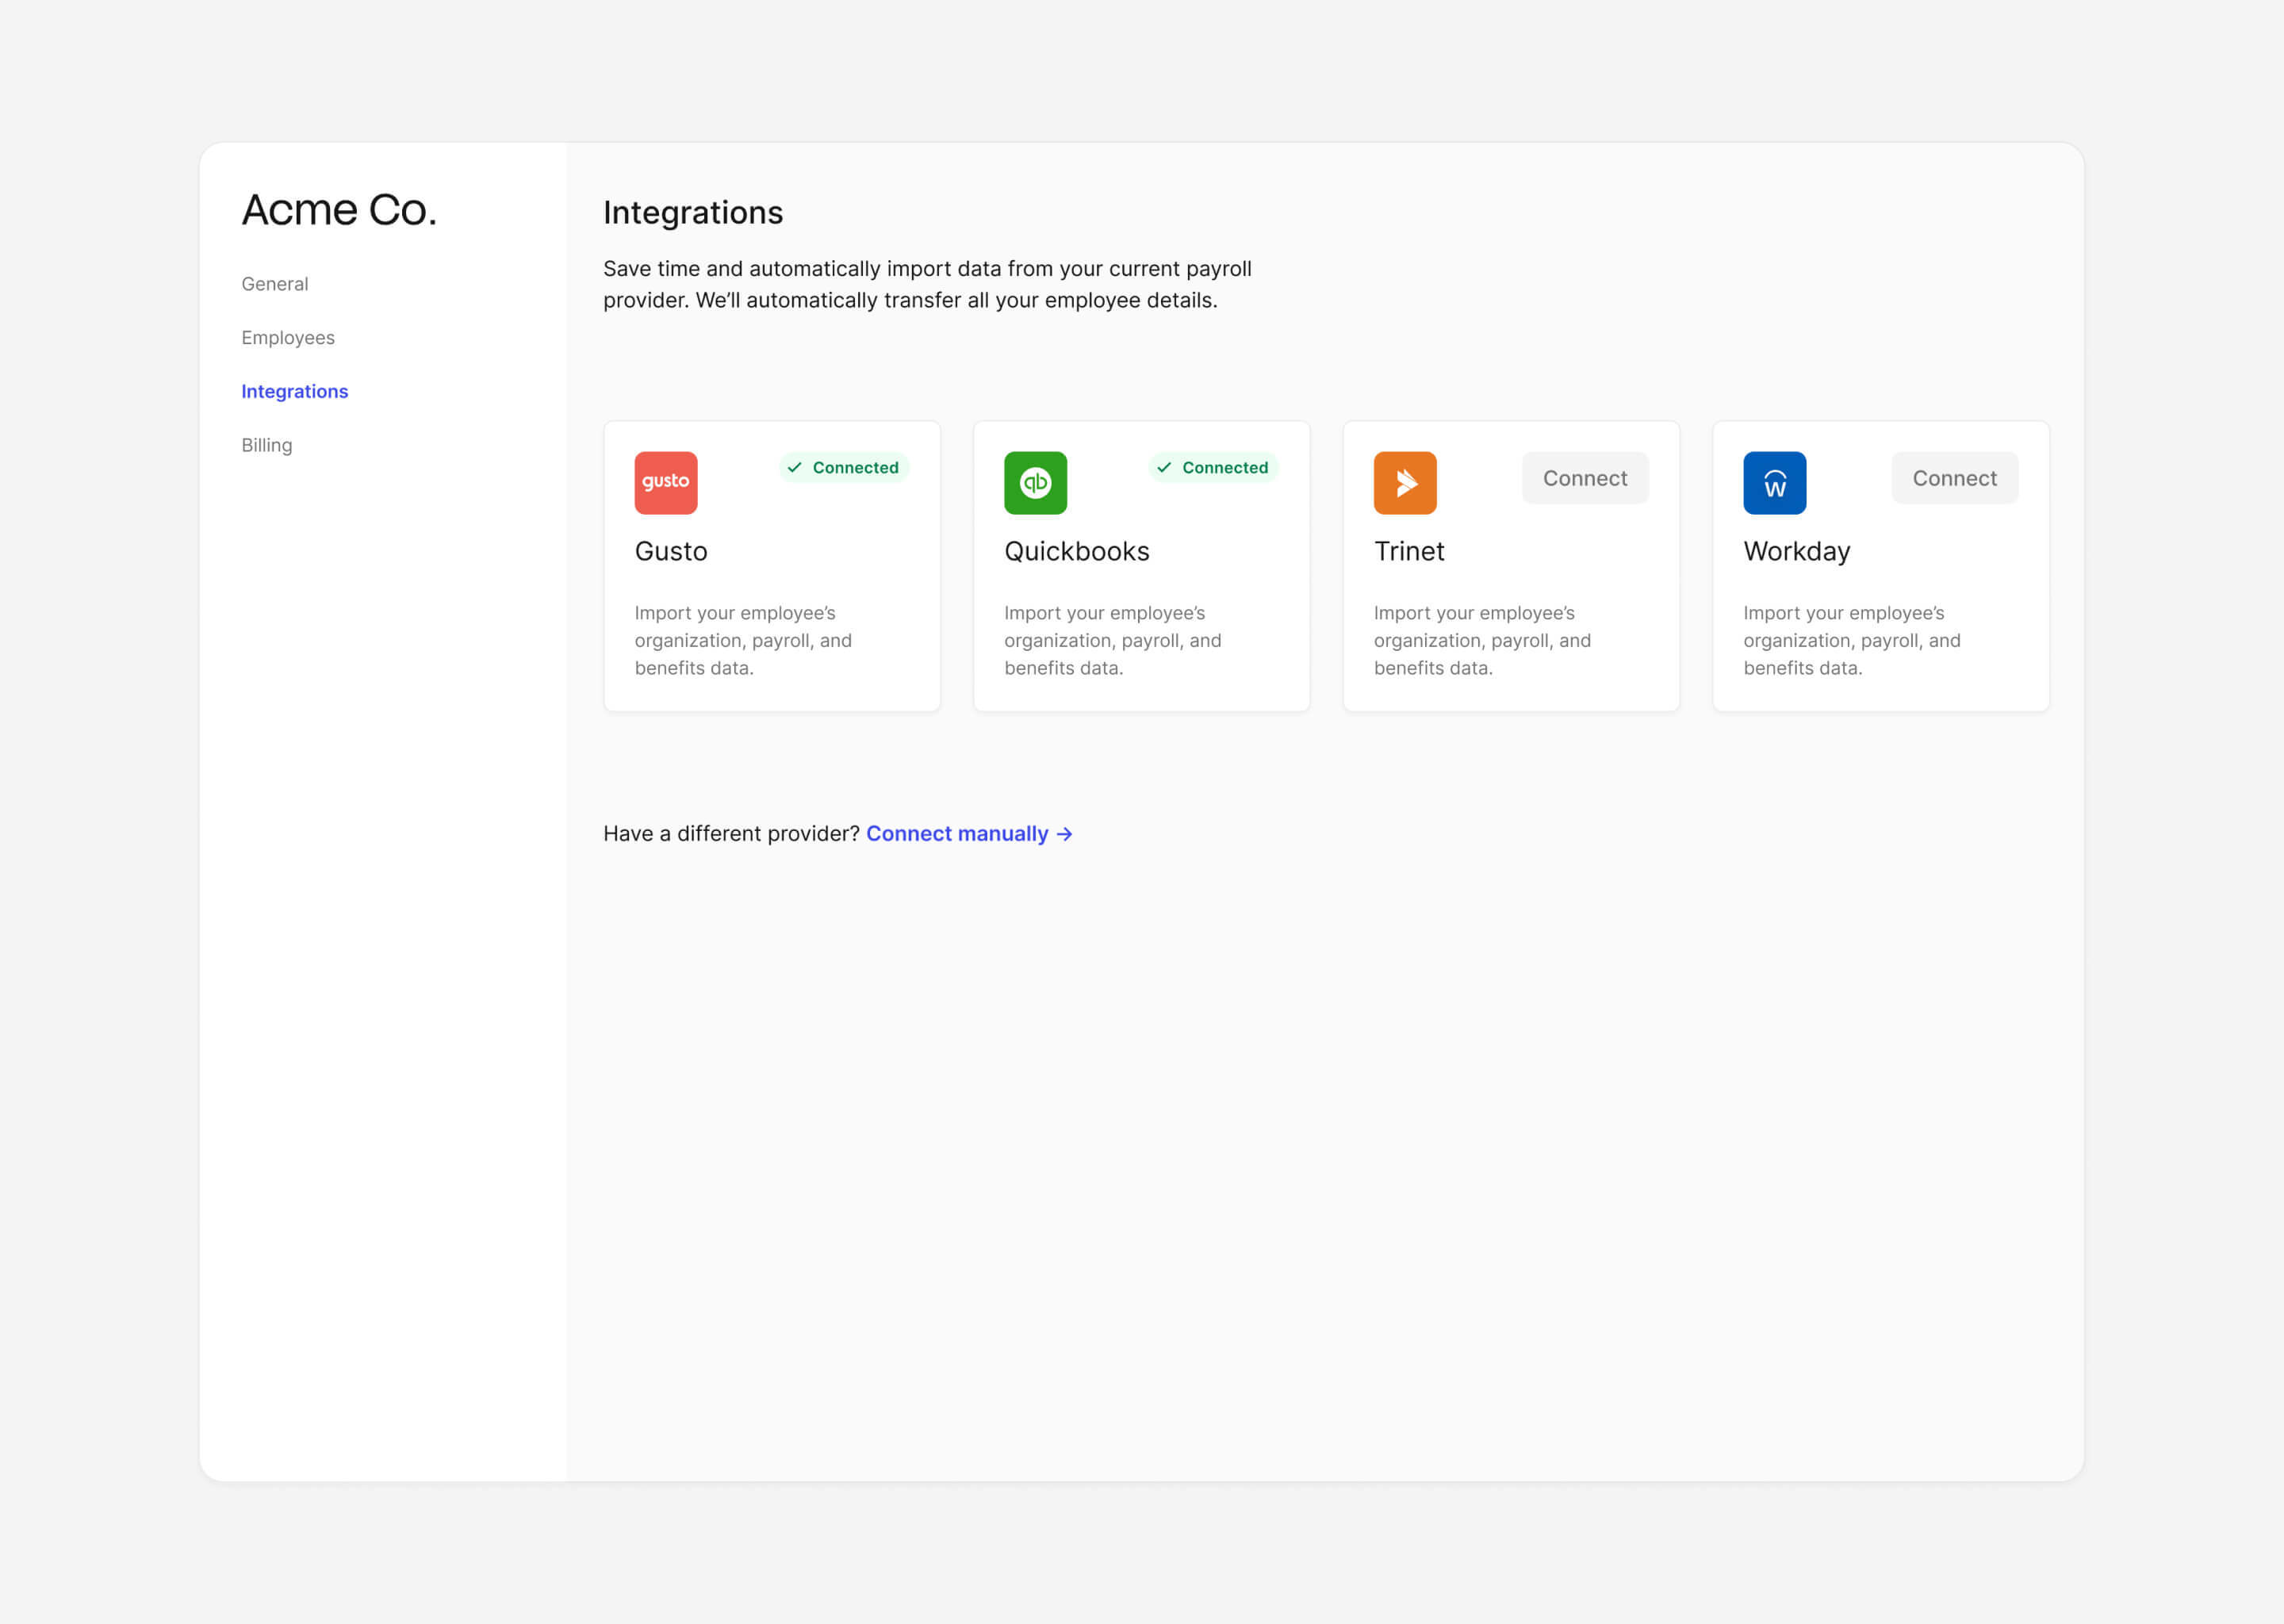 Acme Co.
General
Employees
Integrations
Billing
Integrations
Save time and automatically import data from your current payroll
provider. We’ll automatically transfer all your employee details.
gusto
Connected
Gusto
Import your employee’s
organization, payroll, and
benefits data.
qb
Connected
Quickbooks
Import your employee’s
organization, payroll, and
benefits data.
Connect
Trinet
Import your employee’s
organization, payroll, and
benefits data.
W
Connect
Workday
Import your employee’s
organization, payroll, and
benefits data.
Have a different provider? Connect manually →